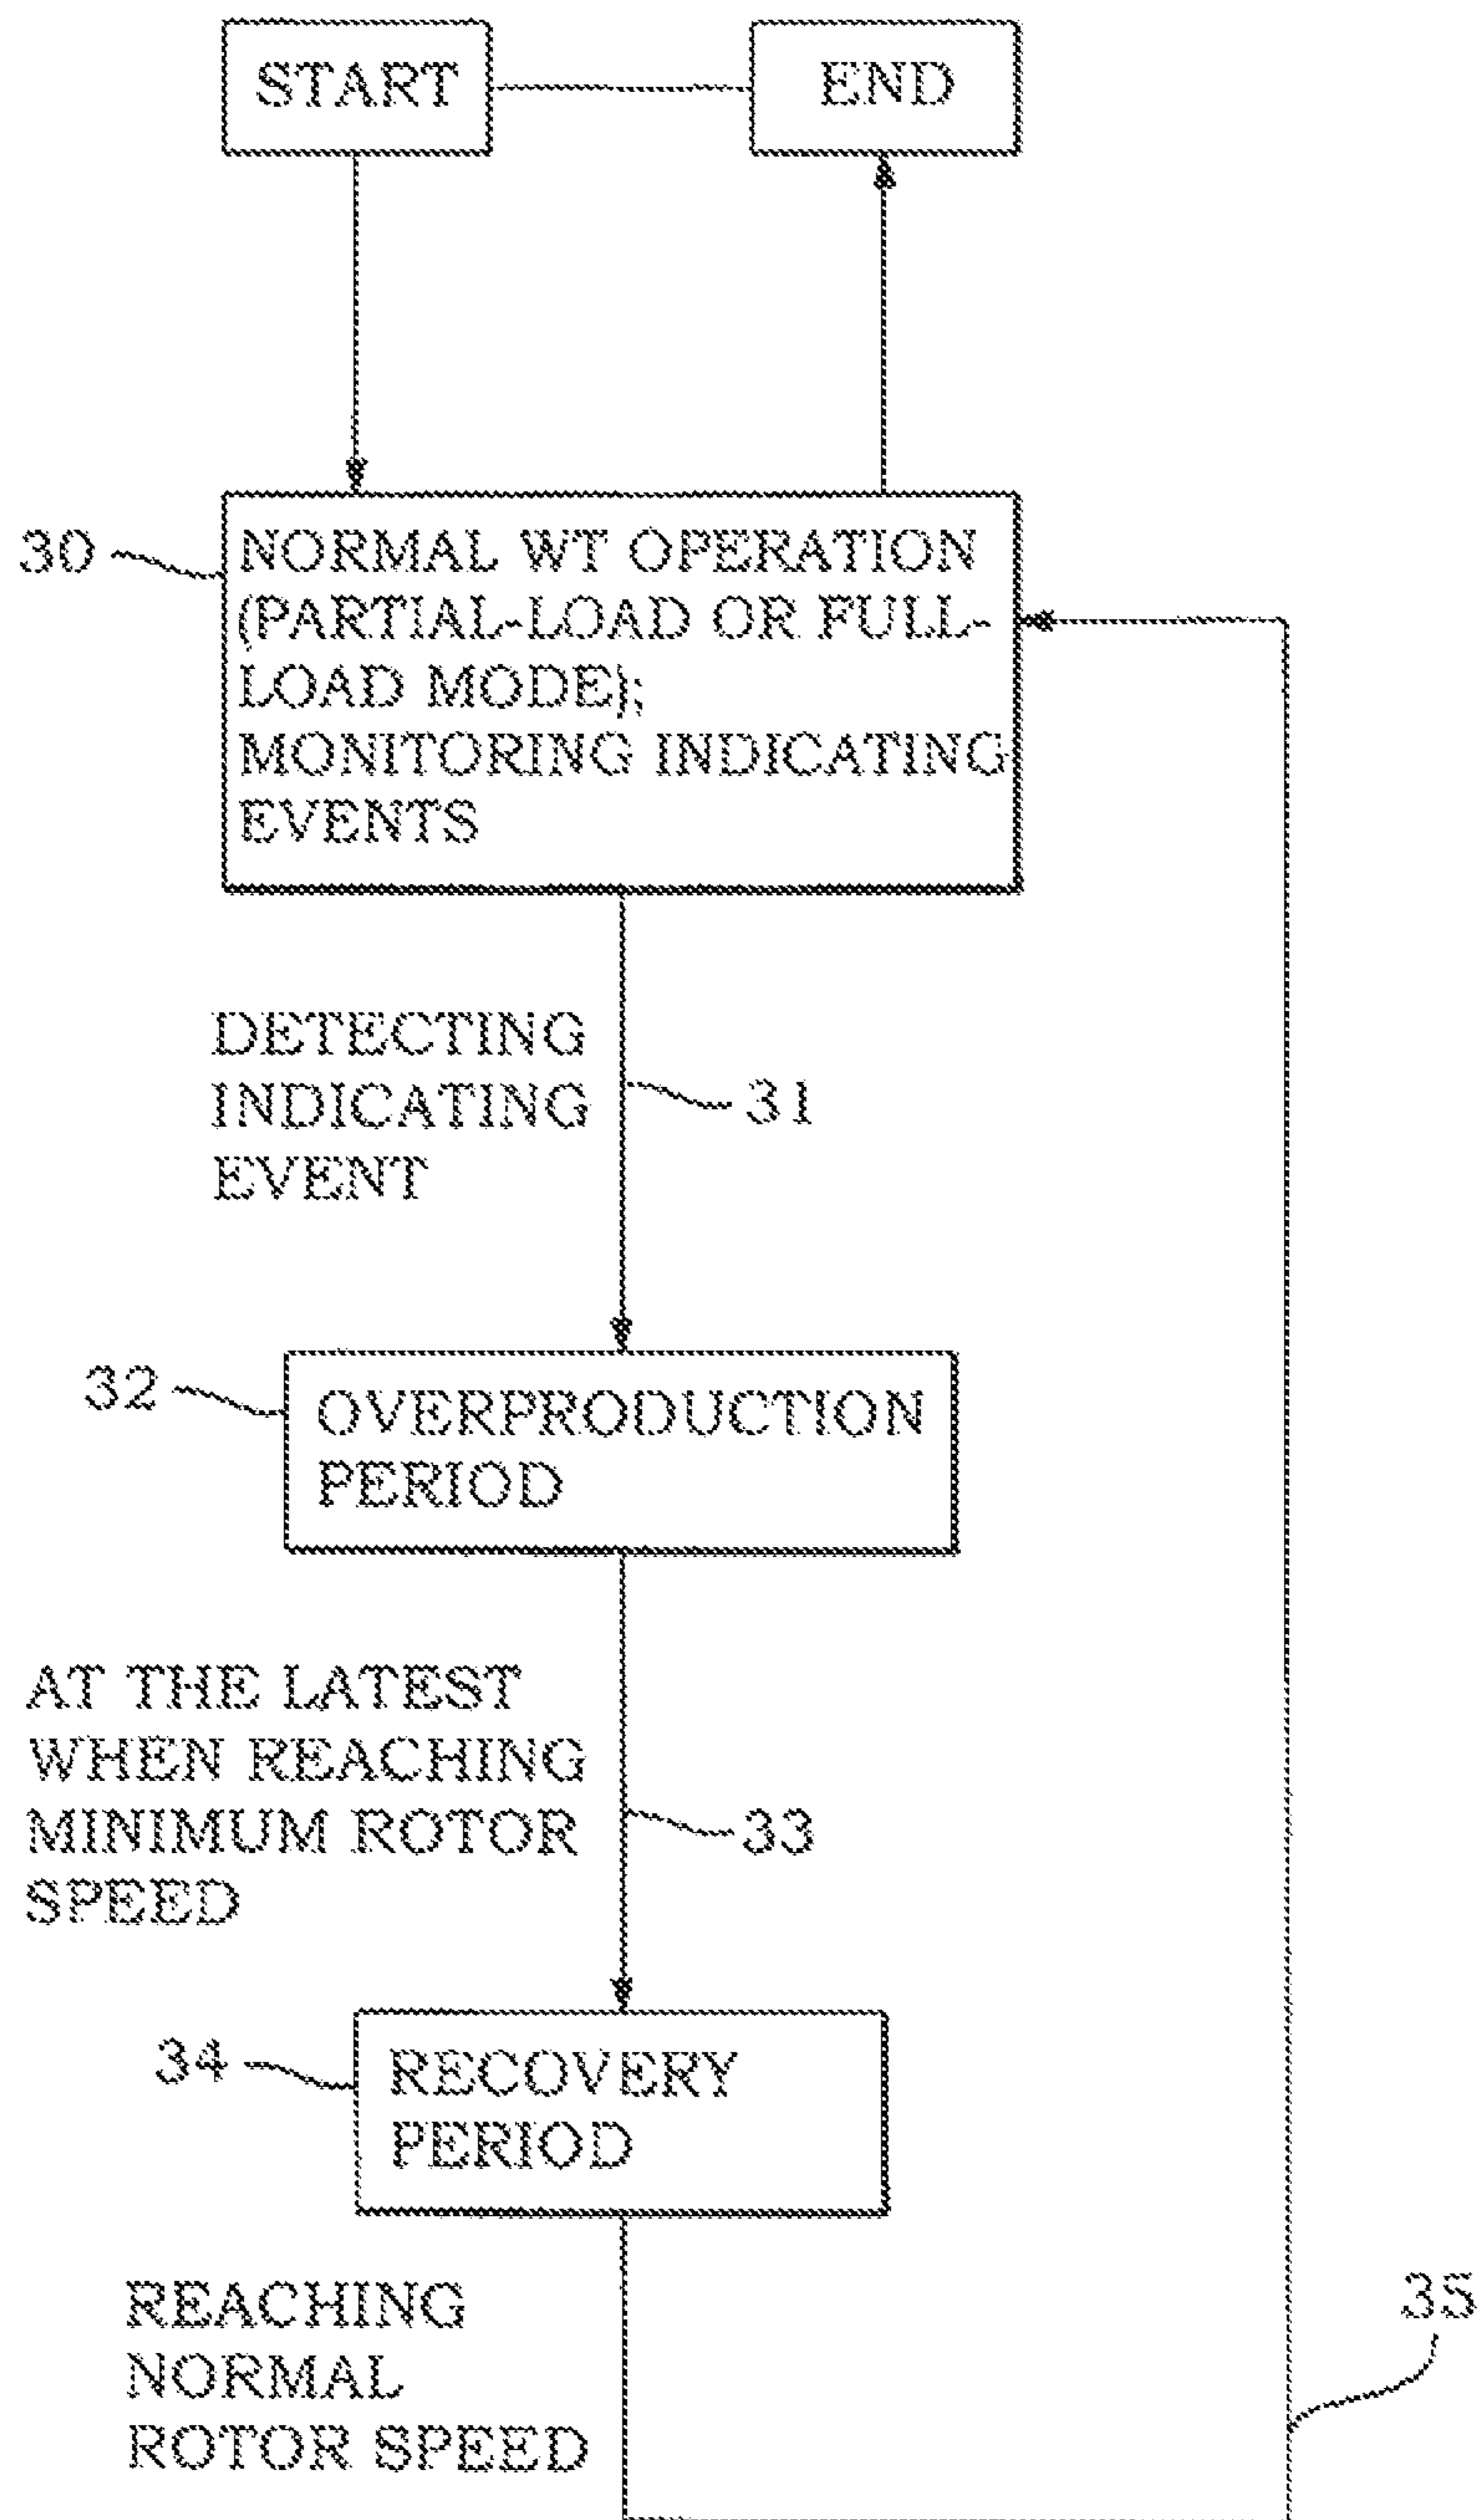 START
END
30
NORMAL WT OPERATION
(PARTIAL-LOAD OR FULL-
LOAD MODE);
MONITORING INDICATING
EVENTS
DETECTING
INDICATING
EVENT
31
32
OVERPRODUCTION
PERIOD
AT THE LATEST
WHEN REACHING
MINIMUM ROTOR
SPEED
33
34
RECOVERY
PERIOD
REACHING
NORMAL
ROTOR SPEED
35